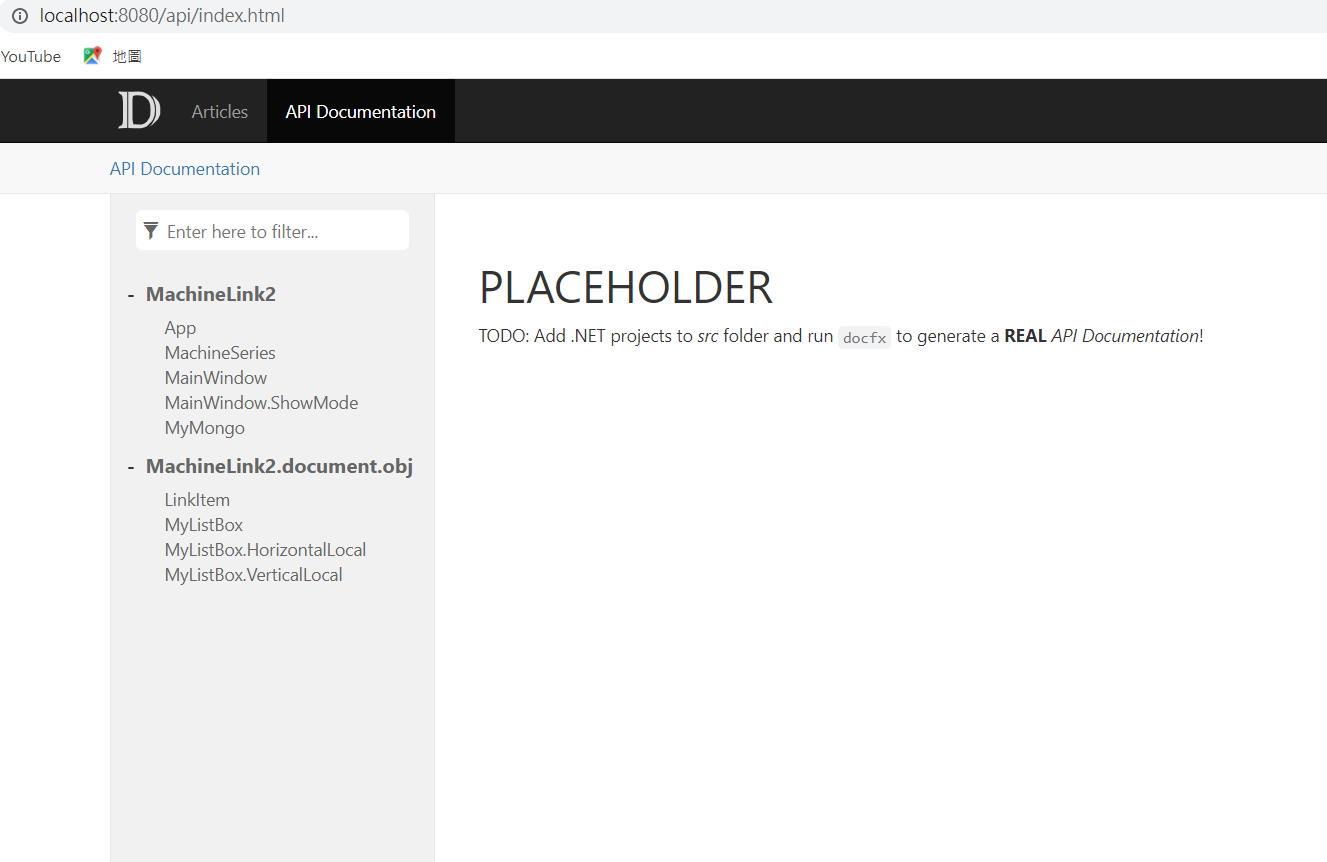 localhost:8080/api/index.html
YouTube 地圖
D Articles API Documentation
API Documentation
Enter here to filter...
- MachineLink2
App
MachineSeries
MainWindow
MainWindow.ShowMode
MyMongo
- MachineLink2.document.obj
LinkItem
MyListBox
MyListBox.HorizontalLocal
MyListBox.VerticalLocal
PLACEHOLDER
TODO: Add .NET projects to src folder and run docfx to generate a REAL API Documentation!